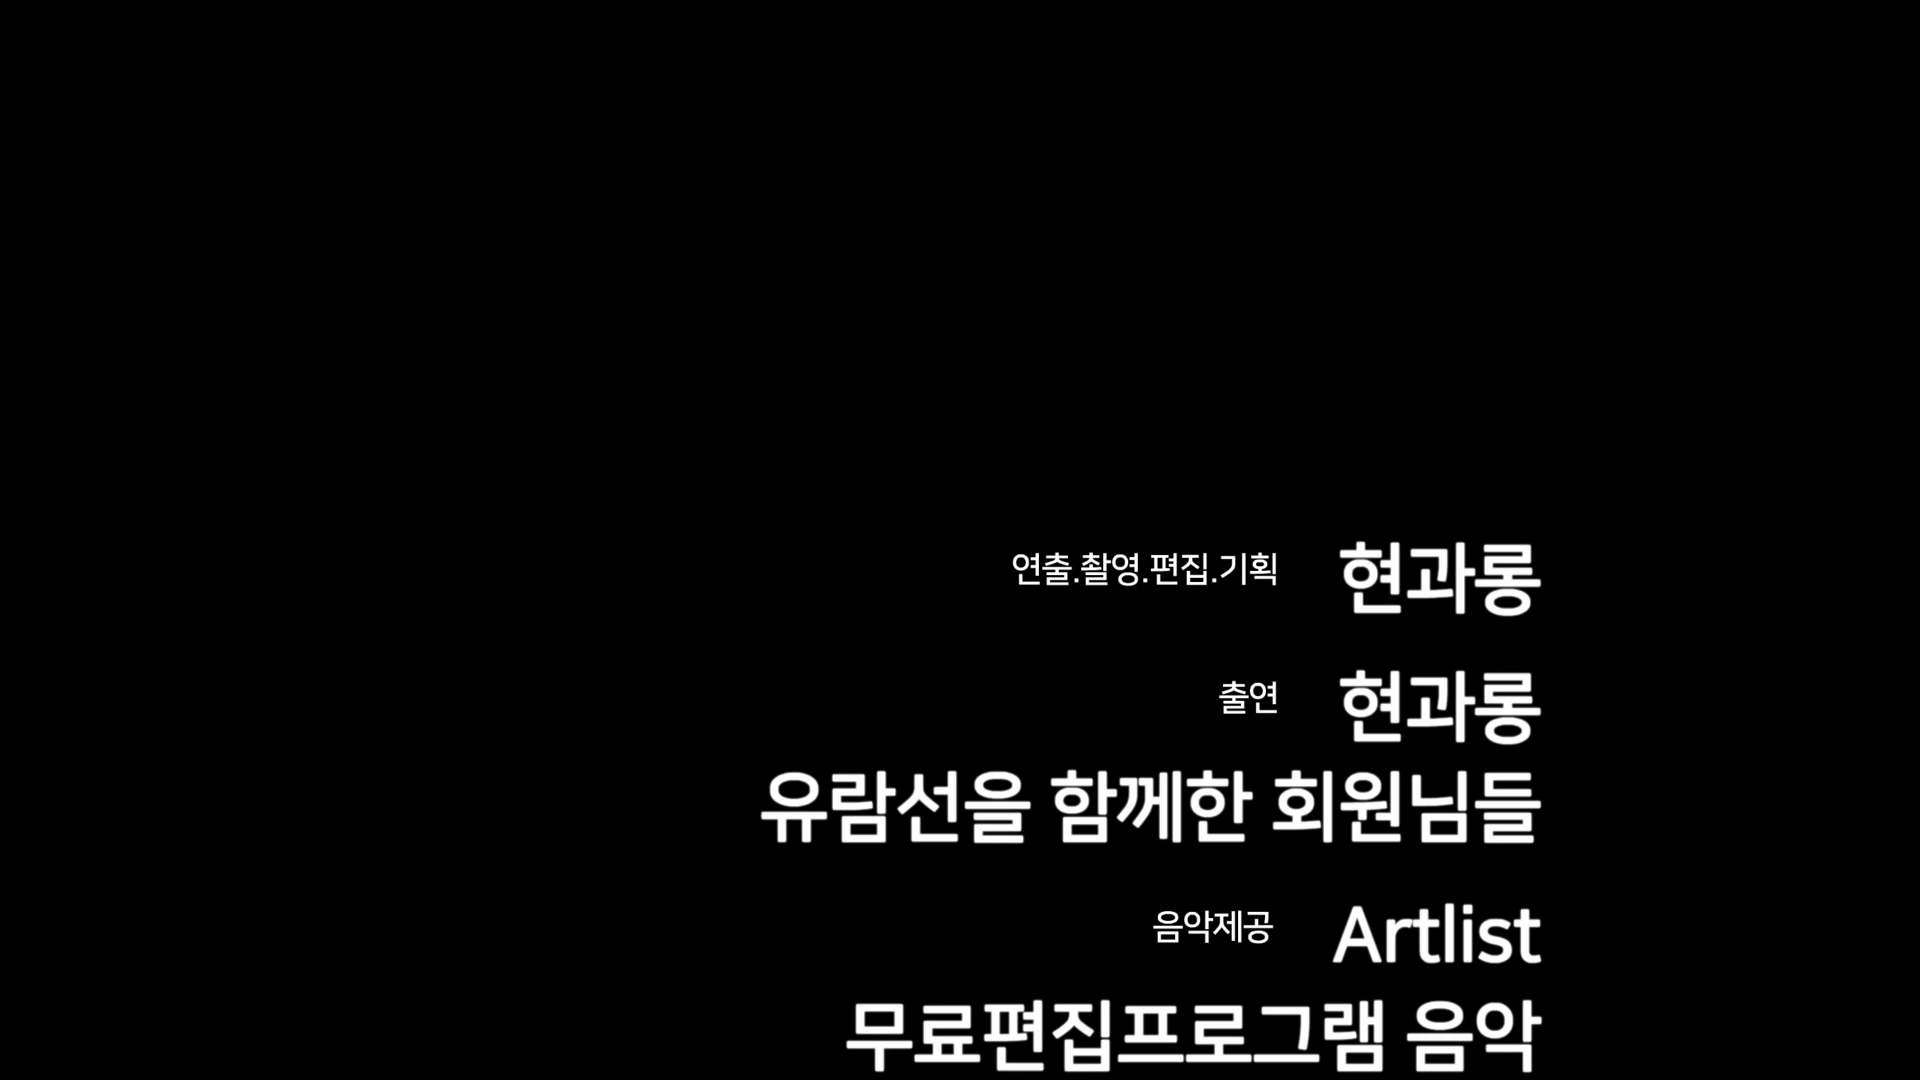 연출.촬영.편집.기획 현과롱
출연 현과롱
유람선을 함께한 회원님들
음악제공 Artlist
무료편집프로그램 음악